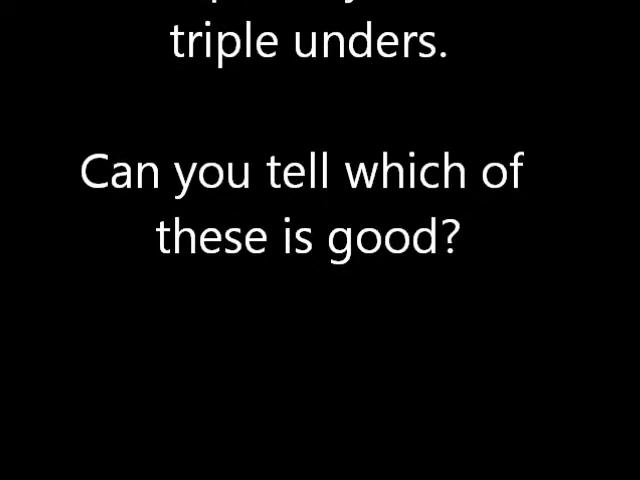 triple unders.
Can you tell which of
these is good?